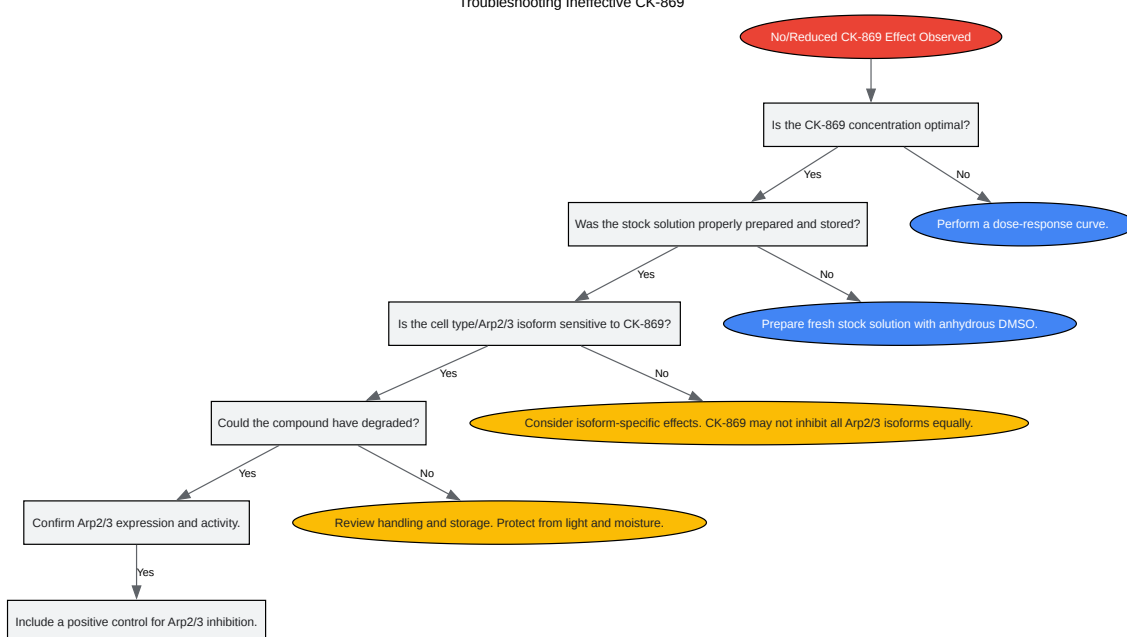 Troubleshooting Ineffective CK-869
No/Reduced CK-869 Effect Observed
Is the CK-869 concentration optimal?
Yes
No
Was the stock solution properly prepared and stored?
Perform a dose-response curve.
Yes
No
Is the cell type/Arp2/3 isoform sensitive to CK-869?
Prepare fresh stock solution with anhydrous DMSO.
Yes
No
Could the compound have degraded?
Consider isoform-specific effects. CK-869 may not inhibit all Arp2/3 isoforms equally.
Yes
No
Confirm Arp2/3 expression and activity.
Review handling and storage. Protect from light and moisture.
Yes
Include a positive control for Arp2/3 inhibition.